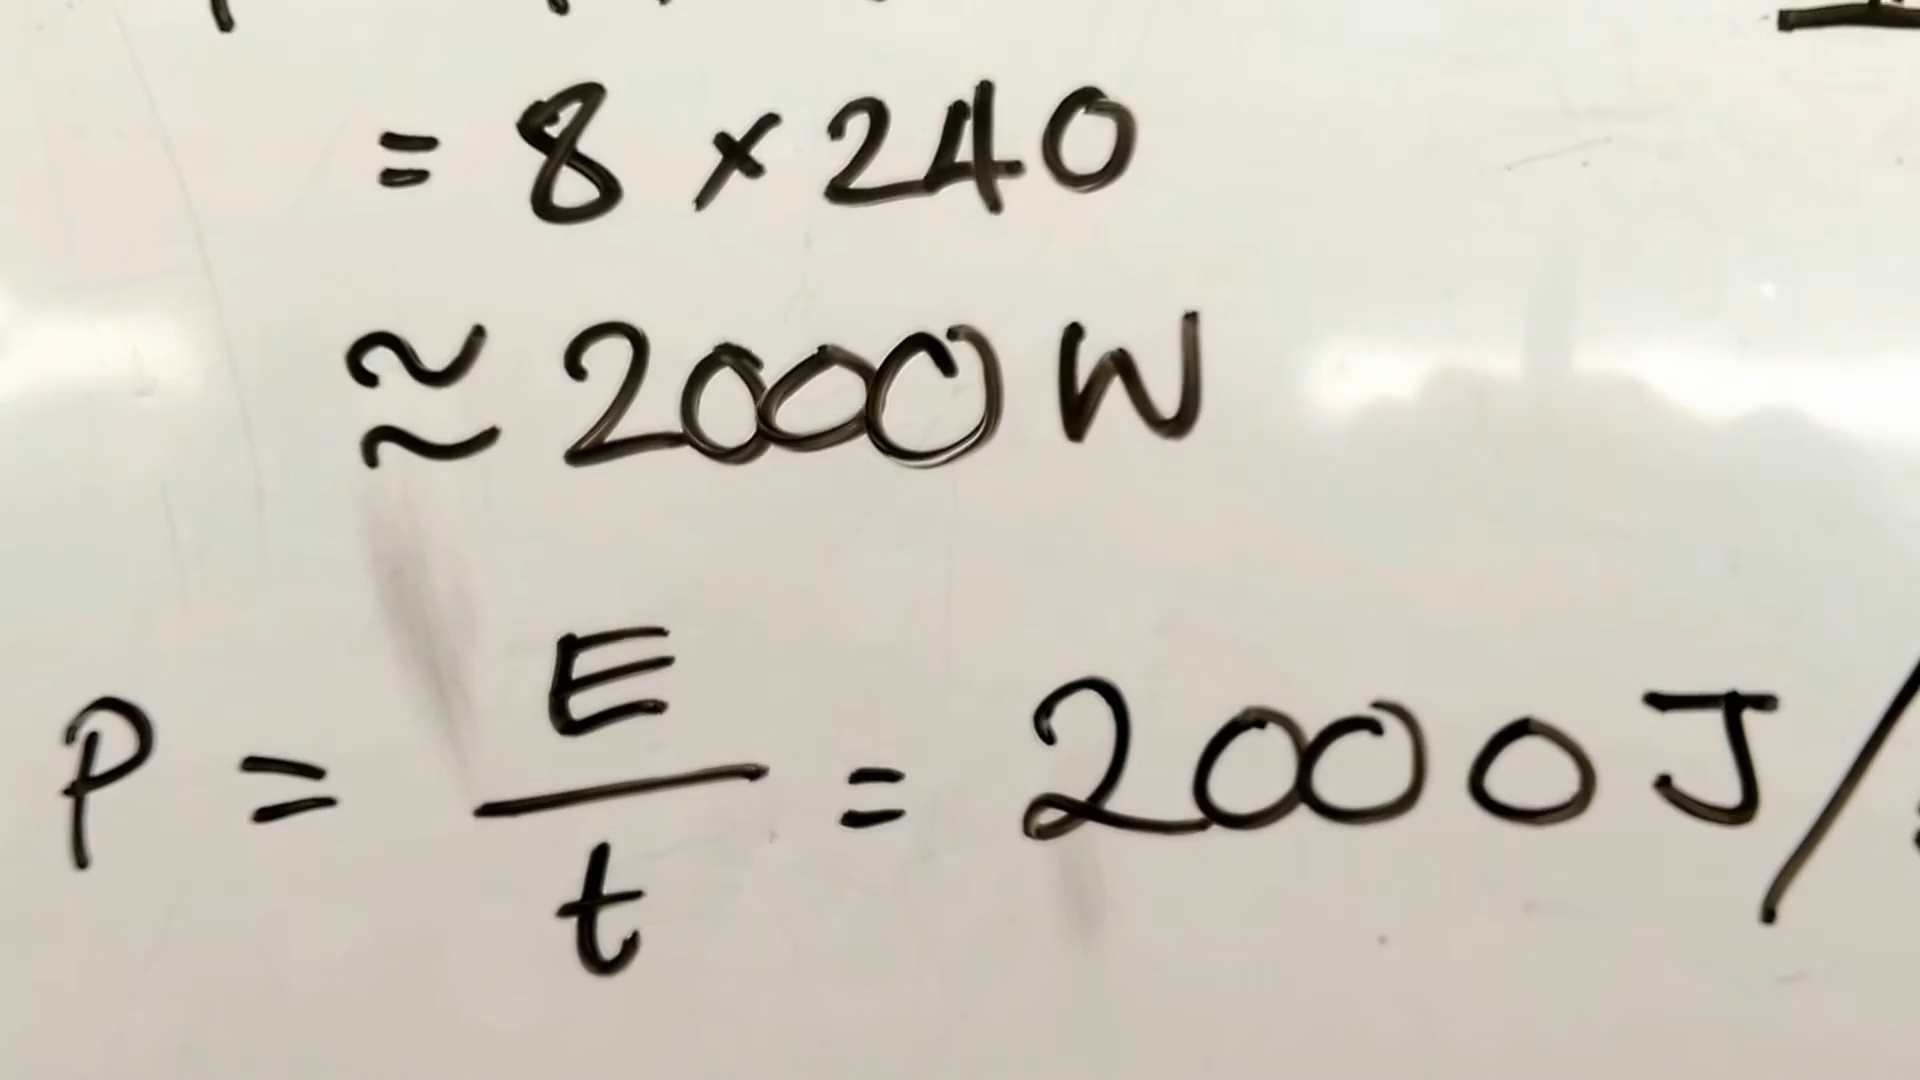 = 8 × 240
≈ 2000 W
P = E/t = 2000 J/